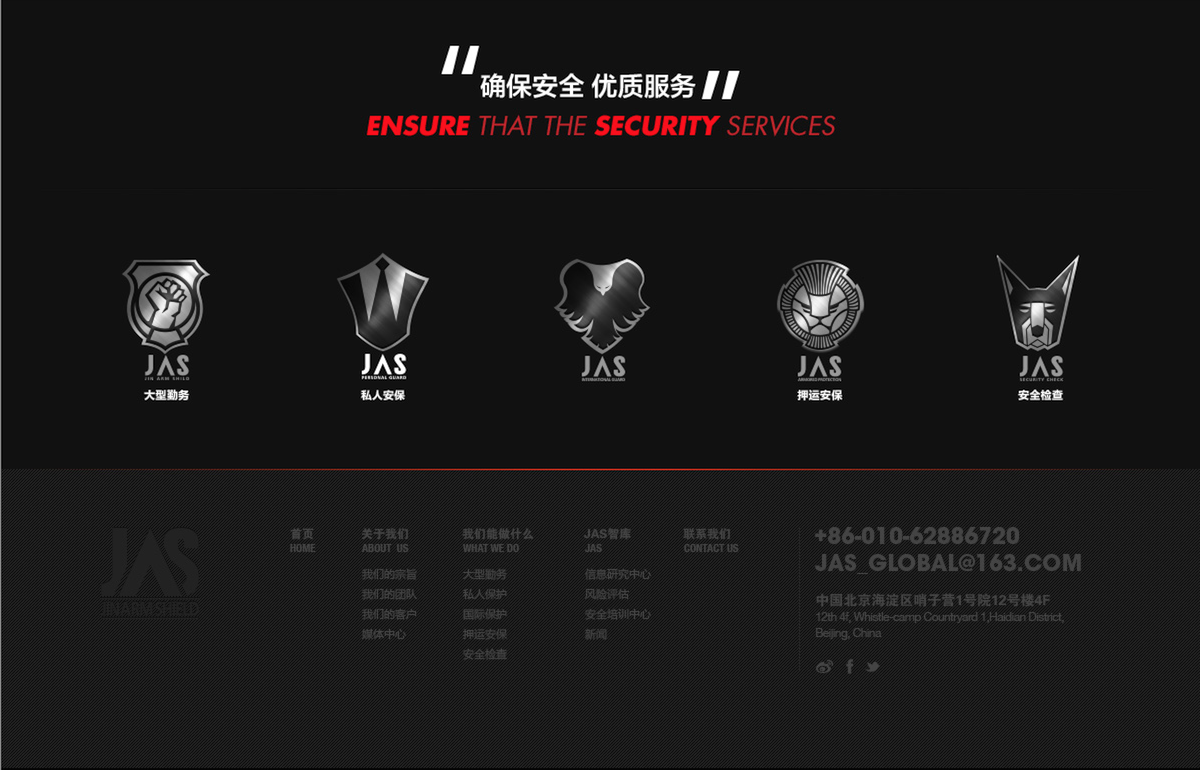 确保安全 优质服务
ENSURE THAT THE SECURITY SERVICES
JAS
JIN ARM SHILD
大型勤务
JAS
PERSONAL GUARD
私人安保
JAS
INTERNATIONAL GUARD
JAS
ARMORED PROTECTION
押运安保
JAS
SECURITY CHECK
安全检查
JAS
JINARMSHIELD
首页
HOME
关于我们
ABOUT US
我们的宗旨
我们的团队
我们的客户
媒体中心
我们能做什么
WHAT WE DO
大型勤务
私人保护
国际保护
押运安保
安全检查
JAS智库
JAS
信息研究中心
风险评估
安全培训中心
新闻
联系我们
CONTACT US
+86-010-62886720
JAS_GLOBAL@163.COM
中国北京海淀区哨子营1号院12号楼4F
12th 4f, Whistle-camp Countryard 1,Haidian District,
Beijing, China